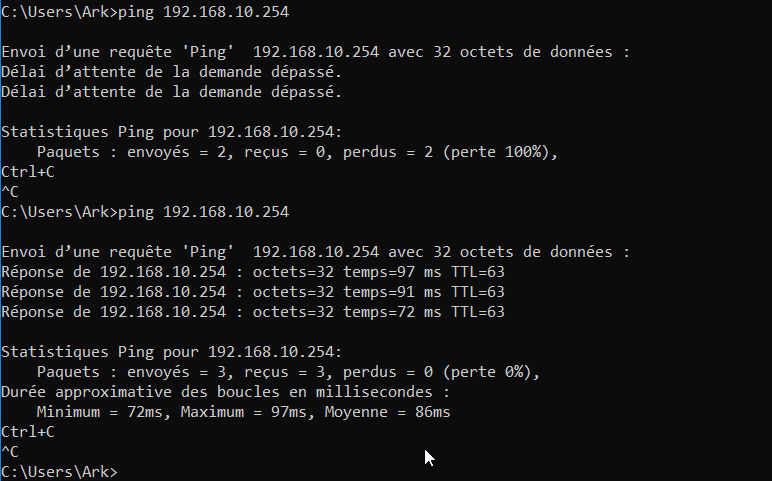 C:\Users\Ark>ping 192.168.10.254
Envoi d’une requête 'Ping'  192.168.10.254 avec 32 octets de données :
Délai d’attente de la demande dépassé.
Délai d’attente de la demande dépassé.
Statistiques Ping pour 192.168.10.254:
    Paquets : envoyés = 2, reçus = 0, perdus = 2 (perte 100%),
Ctrl+C
^C
C:\Users\Ark>ping 192.168.10.254
Envoi d’une requête 'Ping'  192.168.10.254 avec 32 octets de données :
Réponse de 192.168.10.254 : octets=32 temps=97 ms TTL=63
Réponse de 192.168.10.254 : octets=32 temps=91 ms TTL=63
Réponse de 192.168.10.254 : octets=32 temps=72 ms TTL=63
Statistiques Ping pour 192.168.10.254:
    Paquets : envoyés = 3, reçus = 3, perdus = 0 (perte 0%),
Durée approximative des boucles en millisecondes :
    Minimum = 72ms, Maximum = 97ms, Moyenne = 86ms
Ctrl+C
^C
C:\Users\Ark>